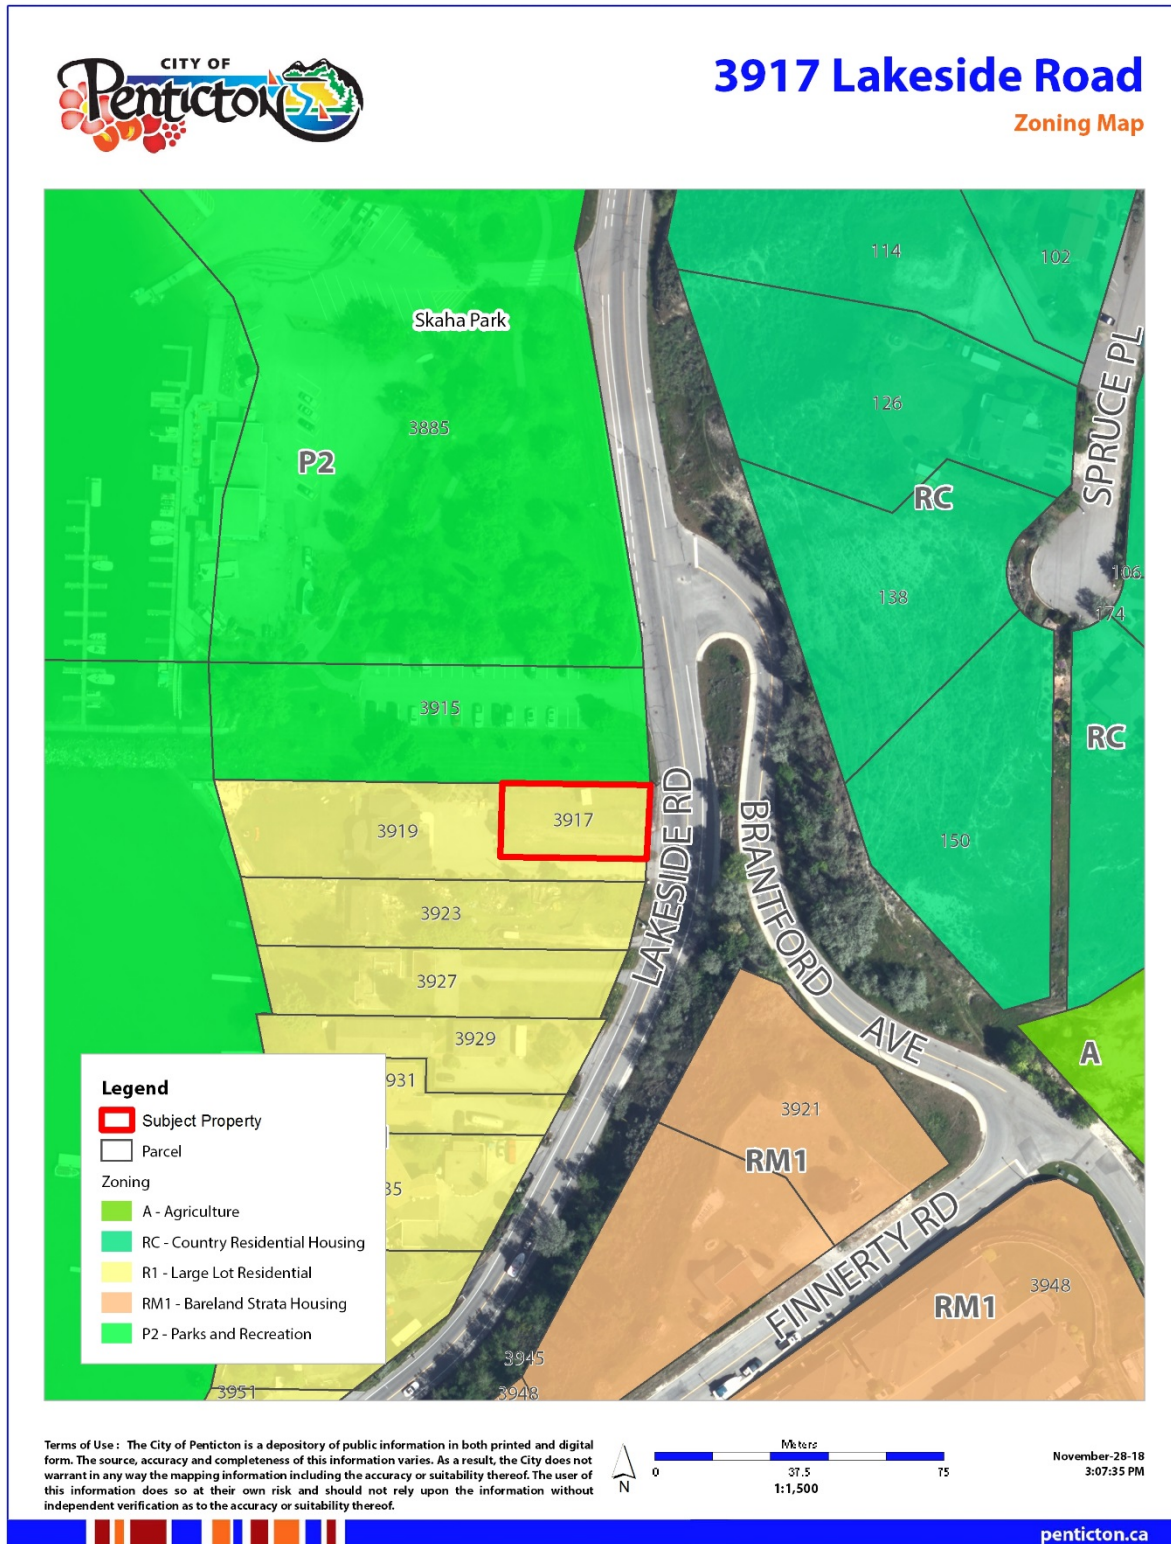 CITY OF
Penticton
3917 Lakeside Road
Zoning Map
114
102
Skaha Park
SPRUCE PL
126
3885
P2
RC
106
138
174
3915
RC
LAKESIDE RD
BRANTFORD AVE
3917
3919
150
3923
3927
3929
A
931
3921
RM1
35
FINNERTY RD
3948
RM1
3945
3951
3948
Legend
Subject Property
Parcel
Zoning
A - Agriculture
RC - Country Residential Housing
R1 - Large Lot Residential
RM1 - Bareland Strata Housing
P2 - Parks and Recreation
Terms of Use : The City of Penticton is a depository of public information in both printed and digital
form. The source, accuracy and completeness of this information varies. As a result, the City does not
warrant in any way the mapping information including the accuracy or suitability thereof. The user of
this information does so at their own risk and should not rely upon the information without
independent verification as to the accuracy or suitability thereof.
N
Meters
0 37.5 75
1:1,500
November-28-18
3:07:35 PM
penticton.ca